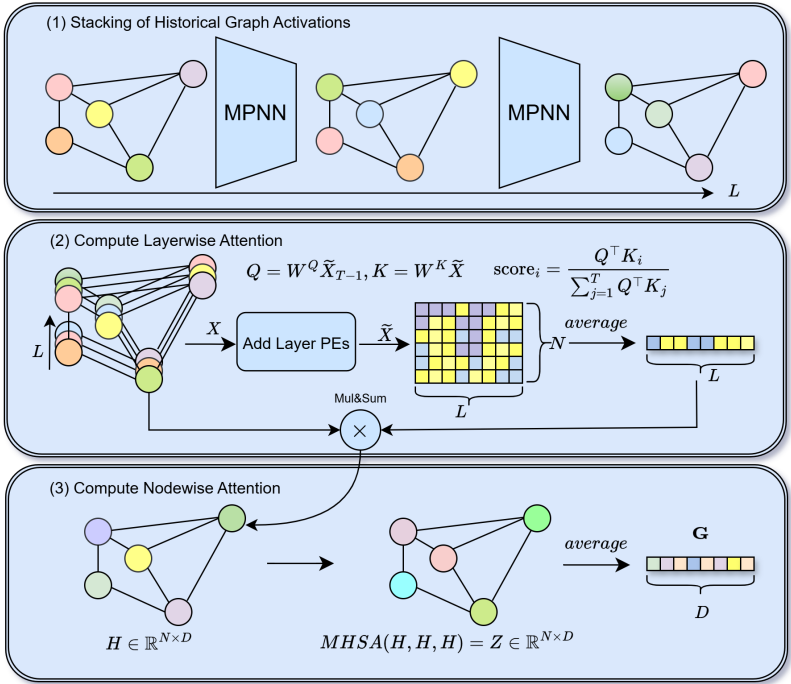 (1) Stacking of Historical Graph Activations
MPNN
MPNN
L
(2) Compute Layerwise Attention
Q = W^Q X̃_{T−1}, K = W^K X̃
score_i = Q^⊤K_i / ∑_{j=1}^T Q^⊤K_j
L
X
Add Layer PEs
X̃
N
average
L
L
Mul&Sum
×
(3) Compute Nodewise Attention
average
G
D
H ∈ ℝ^{N×D}
MHSA(H, H, H) = Z ∈ ℝ^{N×D}